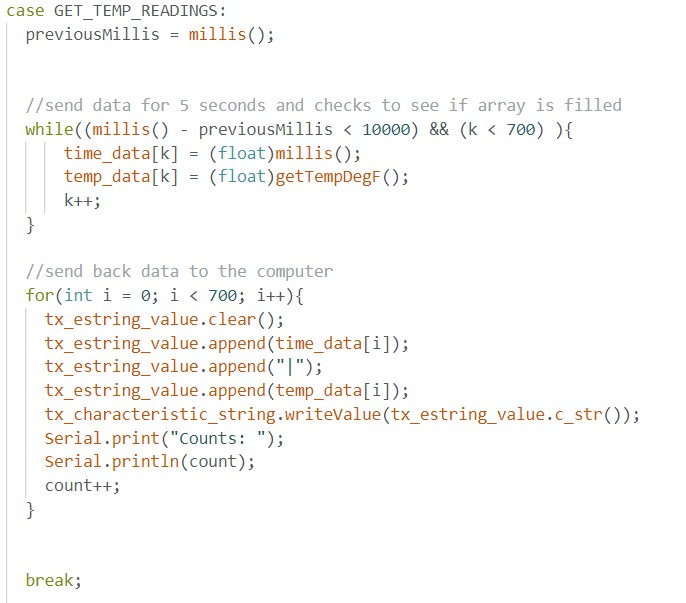 case GET_TEMP_READINGS:
previousMillis = millis();
//send data for 5 seconds and checks to see if array is filled
while((millis() - previousMillis < 10000) && (k < 700) ){
time_data[k] = (float)millis();
temp_data[k] = (float)getTempDegF();
k++;
}
//send back data to the computer
for(int i = 0; i < 700; i++){
tx_estring_value.clear();
tx_estring_value.append(time_data[i]);
tx_estring_value.append("|");
tx_estring_value.append(temp_data[i]);
tx_characteristic_string.writeValue(tx_estring_value.c_str());
Serial.print("Counts: ");
Serial.println(count);
count++;
}
break;